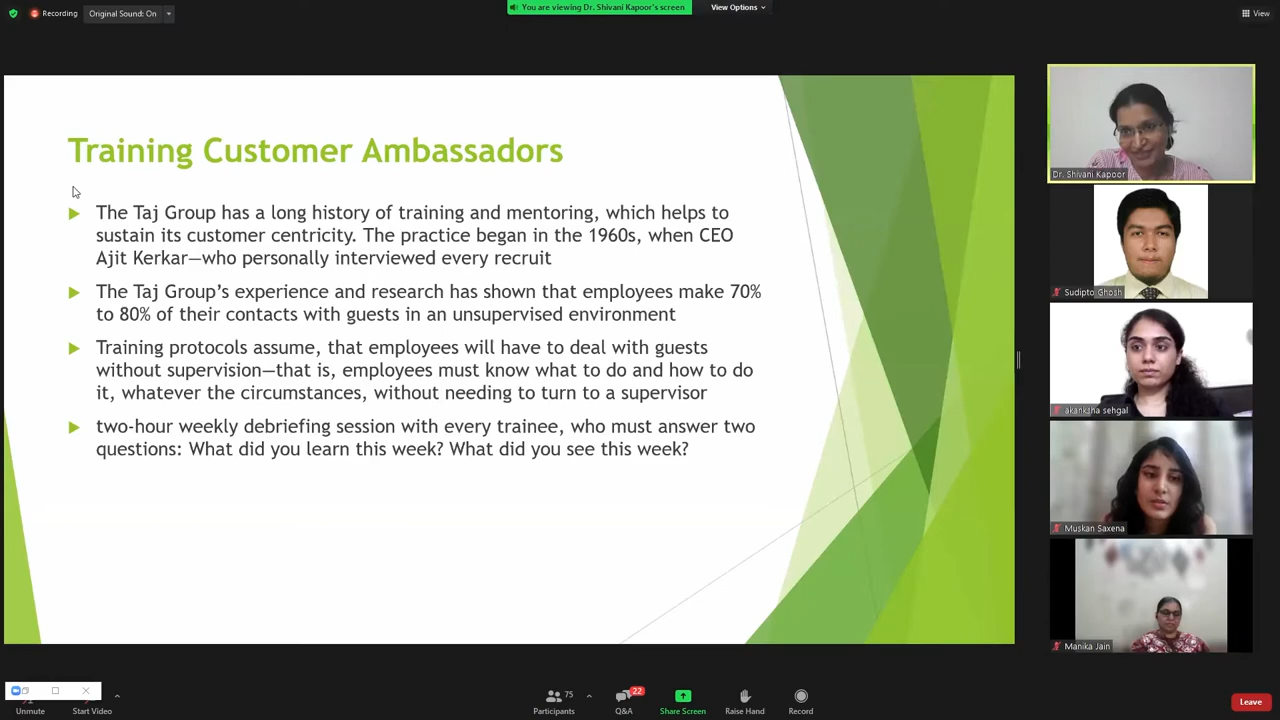 Recording
Original Sound: On
You are viewing Dr. Shivani Kapoor's screen
View Options
View
Training Customer Ambassadors
The Taj Group has a long history of training and mentoring, which helps to
sustain its customer centricity. The practice began in the 1960s, when CEO
Ajit Kerkar—who personally interviewed every recruit
The Taj Group’s experience and research has shown that employees make 70%
to 80% of their contacts with guests in an unsupervised environment
Training protocols assume, that employees will have to deal with guests
without supervision—that is, employees must know what to do and how to do
it, whatever the circumstances, without needing to turn to a supervisor
two-hour weekly debriefing session with every trainee, who must answer two
questions: What did you learn this week? What did you see this week?
Dr. Shivani Kapoor
Sudipto Ghosh
akanksha sehgal
Muskan Saxena
Manika Jain
Unmute
Start Video
75
Participants
22
Q&A
Share Screen
Raise Hand
Record
Leave